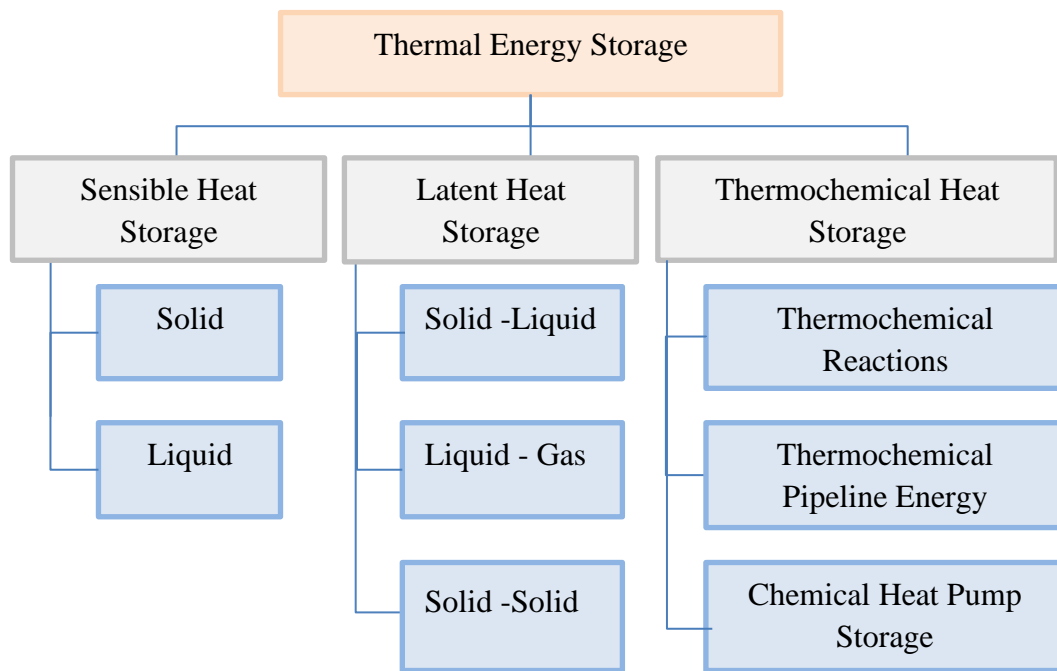 Thermal Energy Storage
Sensible Heat
Storage
Latent Heat
Storage
Thermochemical Heat
Storage
Solid
Liquid
Solid -Liquid
Liquid - Gas
Solid -Solid
Thermochemical
Reactions
Thermochemical
Pipeline Energy
Chemical Heat Pump
Storage